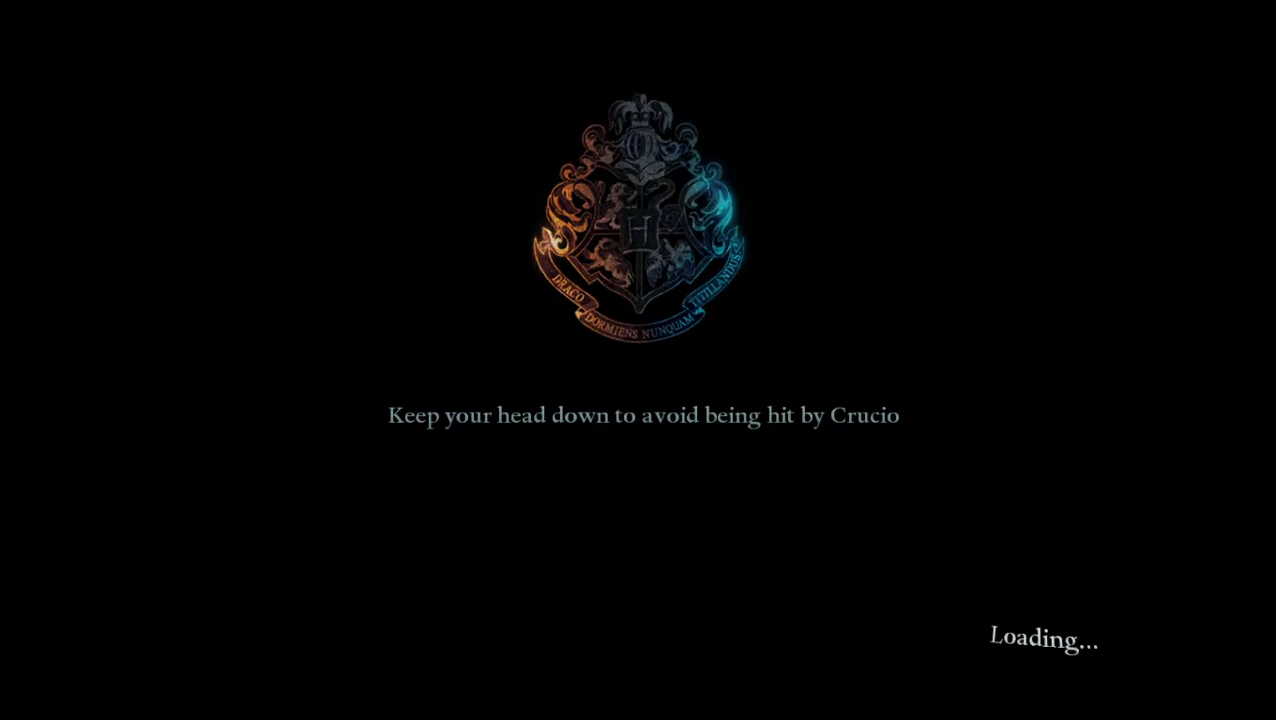 H
DRACO
DORMIENS NUNQUAM
TITILLANDUS
Keep your head down to avoid being hit by Crucio
Loading...